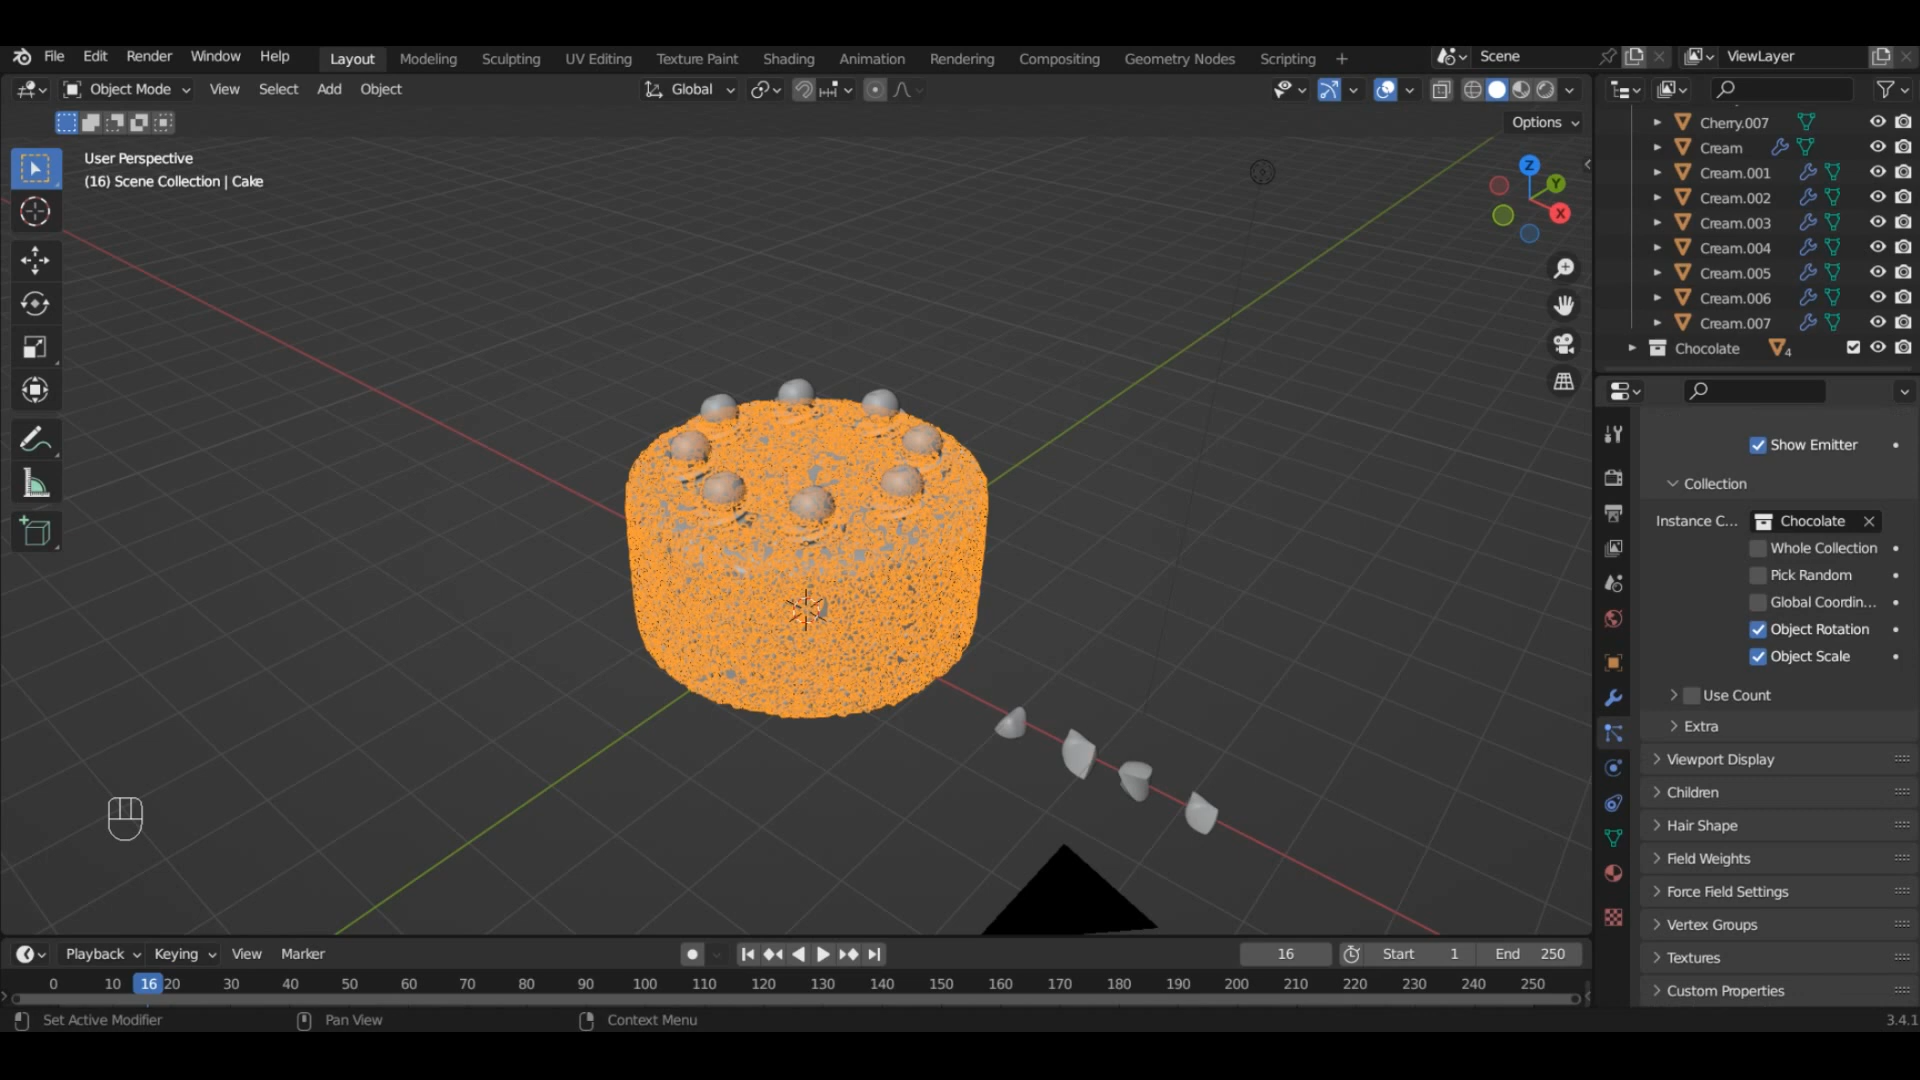 File Edit Render Window Help Layout Modeling Sculpting UV Editing Texture Paint Shading Animation Rendering Compositing Geometry Nodes Scripting + Scene ViewLayer
Object Mode View Select Add Object Global
Options
User Perspective
(16) Scene Collection | Cake
Z
Y
X
Cherry.007
Cream
Cream.001
Cream.002
Cream.003
Cream.004
Cream.005
Cream.006
Cream.007
Chocolate 4
Show Emitter
Collection
Instance C... Chocolate
Whole Collection
Pick Random
Global Coordin...
Object Rotation
Object Scale
Use Count
Extra
Viewport Display
Children
Hair Shape
Field Weights
Force Field Settings
Vertex Groups
Textures
Custom Properties
Playback Keying View Marker 16 Start 1 End 250
0 10 16 20 30 40 50 60 70 80 90 100 110 120 130 140 150 160 170 180 190 200 210 220 230 240 250
Set Active Modifier Pan View Context Menu 3.4.1